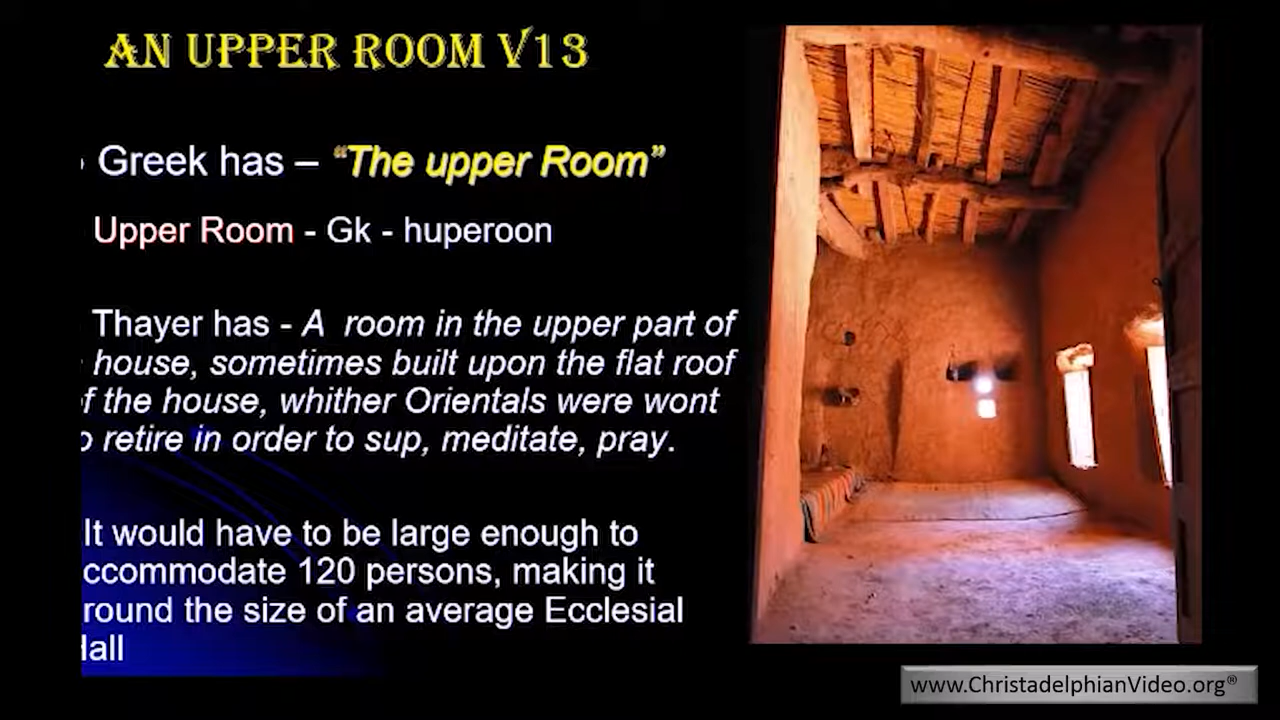 AN UPPER ROOM V13
Greek has – “The upper Room”
Upper Room - Gk - huperoon
Thayer has - A room in the upper part of
house, sometimes built upon the flat roof
f the house, whither Orientals were wont
o retire in order to sup, meditate, pray.
It would have to be large enough to
ccommodate 120 persons, making it
round the size of an average Ecclesial
all
www.ChristadelphianVideo.org®